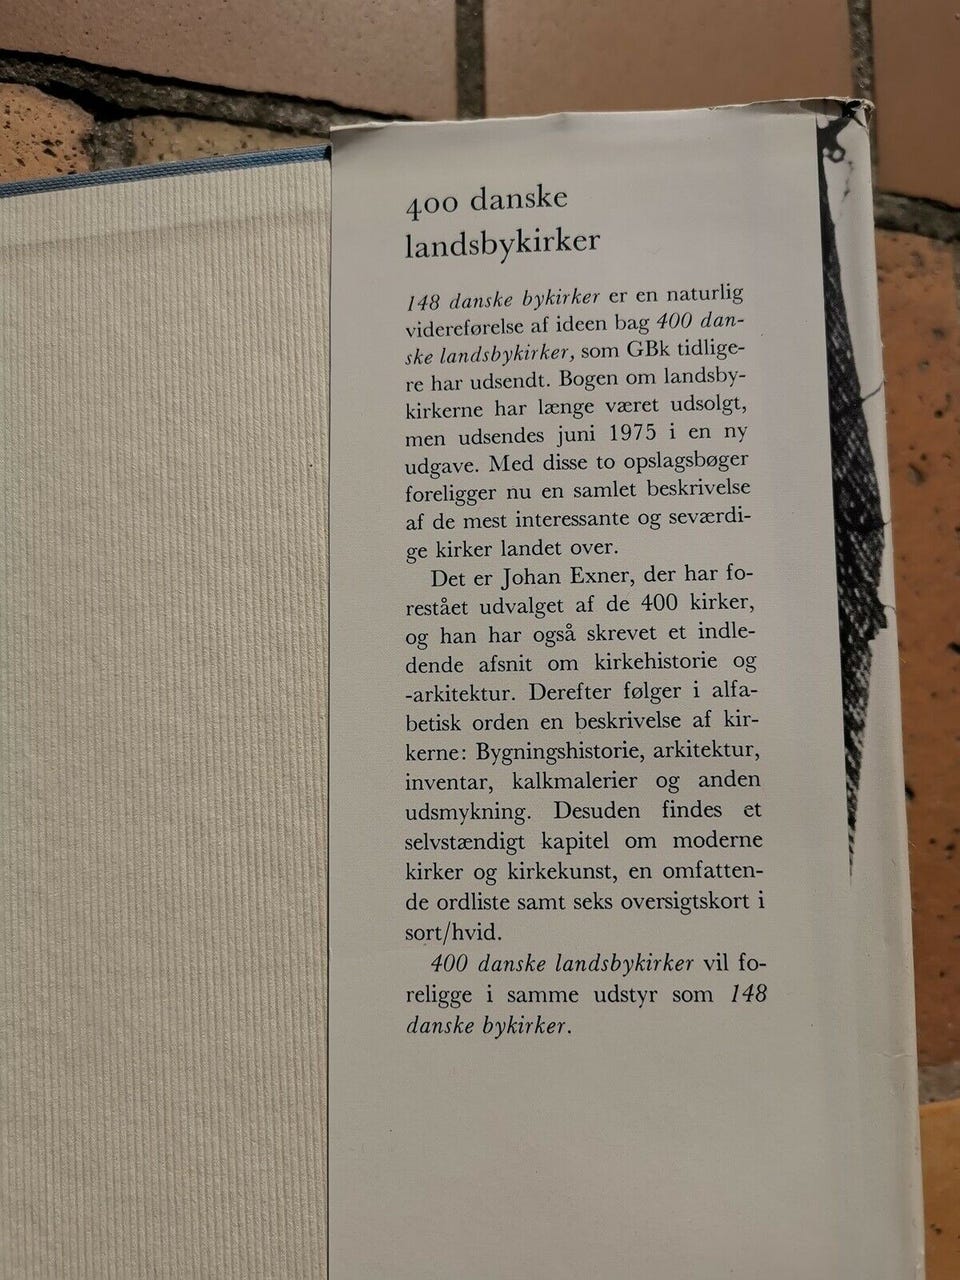 400 danske
landsbykirker
148 danske bykirker er en naturlig
videreførelse af ideen bag 400 dan-
ske landsbykirker, som GBk tidlige-
re har udsendt. Bogen om landsby-
kirkerne har længe været udsolgt,
men udsendes juni 1975 i en ny
udgave. Med disse to opslagsbøger
foreligger nu en samlet beskrivelse
af de mest interessante og seværdi-
ge kirker landet over.
Det er Johan Exner, der har fo-
restået udvalget af de 400 kirker,
og han har også skrevet et indle-
dende afsnit om kirkehistorie og
-arkitektur. Derefter følger i alfa-
betisk orden en beskrivelse af kir-
kerne: Bygningshistorie, arkitektur,
inventar, kalkmalerier og anden
udsmykning. Desuden findes et
selvstændigt kapitel om moderne
kirker og kirkekunst, en omfatten-
de ordliste samt seks oversigtskort i
sort/hvid.
400 danske landsbykirker vil fo-
religge i samme udstyr som 148
danske bykirker.